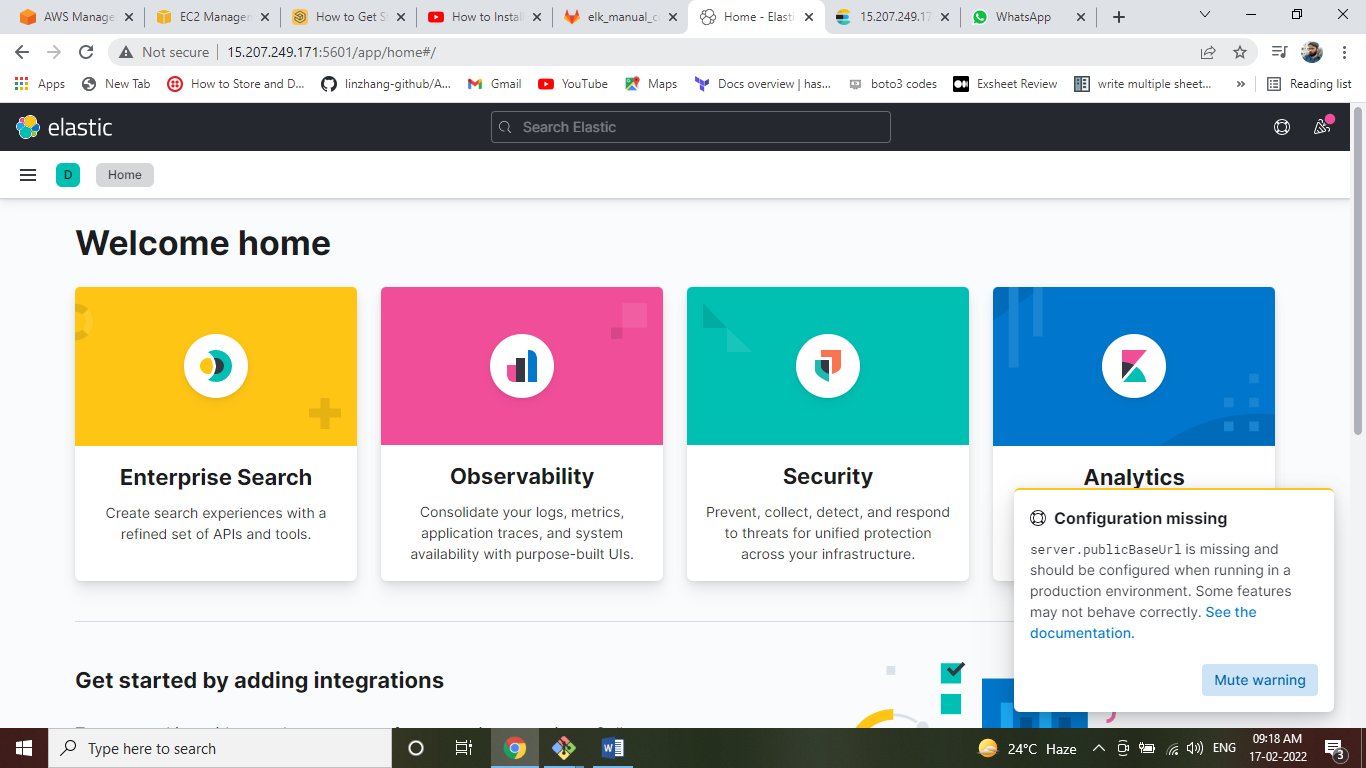 AWS Manage
EC2 Managem
How to Get S
How to Install
elk_manual_c
Home - Elasti
15.207.249.17
WhatsApp
Not secure
15.207.249.171:5601/app/home#/
Apps
New Tab
How to Store and D...
linzhang-github/A...
Gmail
YouTube
Maps
Docs overview | has...
boto3 codes
Exsheet Review
write multiple sheet...
»
Reading list
elastic
Search Elastic
D
Home
Welcome home
Enterprise Search
Create search experiences with a
refined set of APIs and tools.
Observability
Consolidate your logs, metrics,
application traces, and system
availability with purpose-built UIs.
Security
Prevent, collect, detect, and respond
to threats for unified protection
across your infrastructure.
Analytics
Configuration missing
server.publicBaseUrl is missing and
should be configured when running in a
production environment. Some features
may not behave correctly. See the
documentation.
Mute warning
Get started by adding integrations
Type here to search
24°C Haze
ENG
09:18 AM
17-02-2022
3